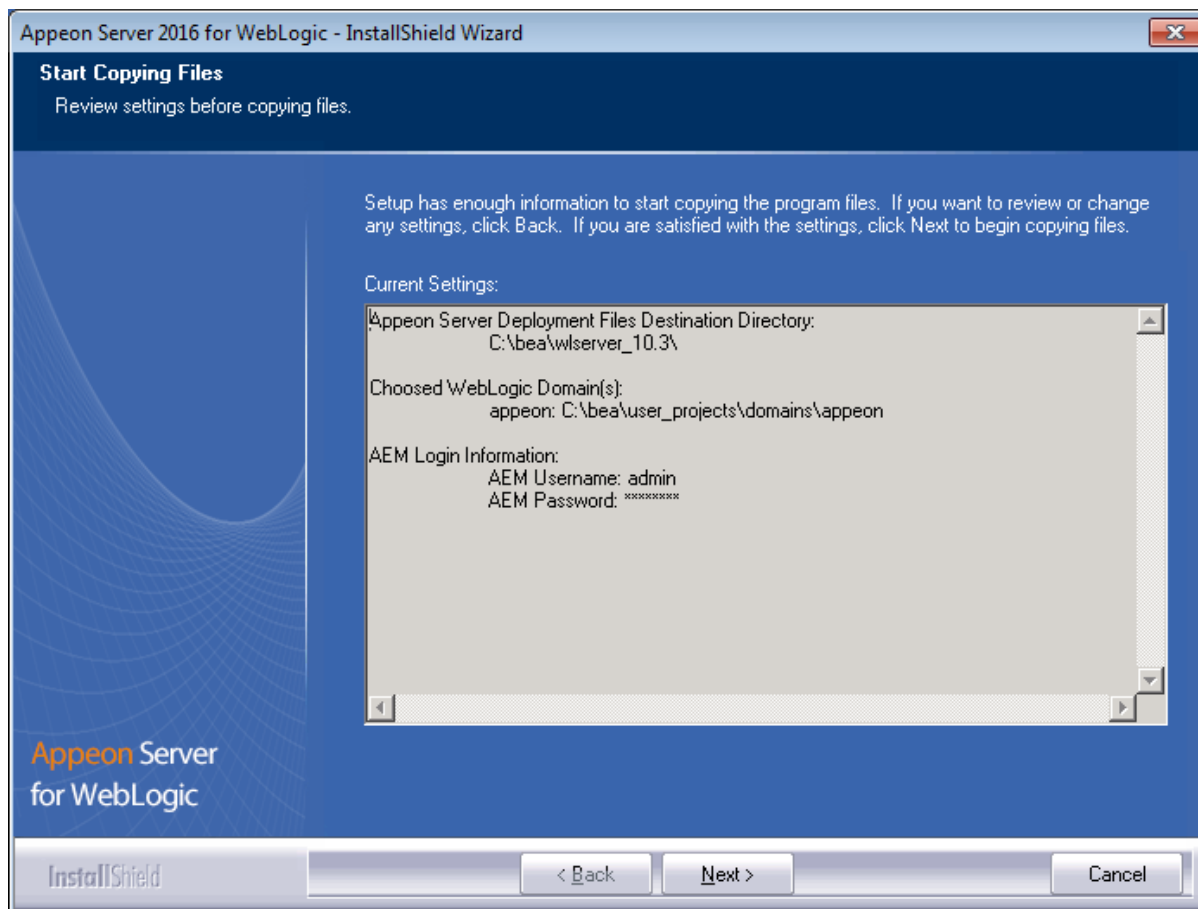 Appeon Server 2016 for WebLogic - InstallShield Wizard
Start Copying Files
Review settings before copying files.
Setup has enough information to start copying the program files. If you want to review or change
any settings, click Back. If you are satisfied with the settings, click Next to begin copying files.
Current Settings:
Appeon Server Deployment Files Destination Directory:
C:\bea\wlserver_10.3\
Choosed WebLogic Domain(s):
appeon: C:\bea\user_projects\domains\appeon
AEM Login Information:
AEM Username: admin
AEM Password: ********
Appeon Server
for WebLogic
InstallShield
< Back
Next >
Cancel